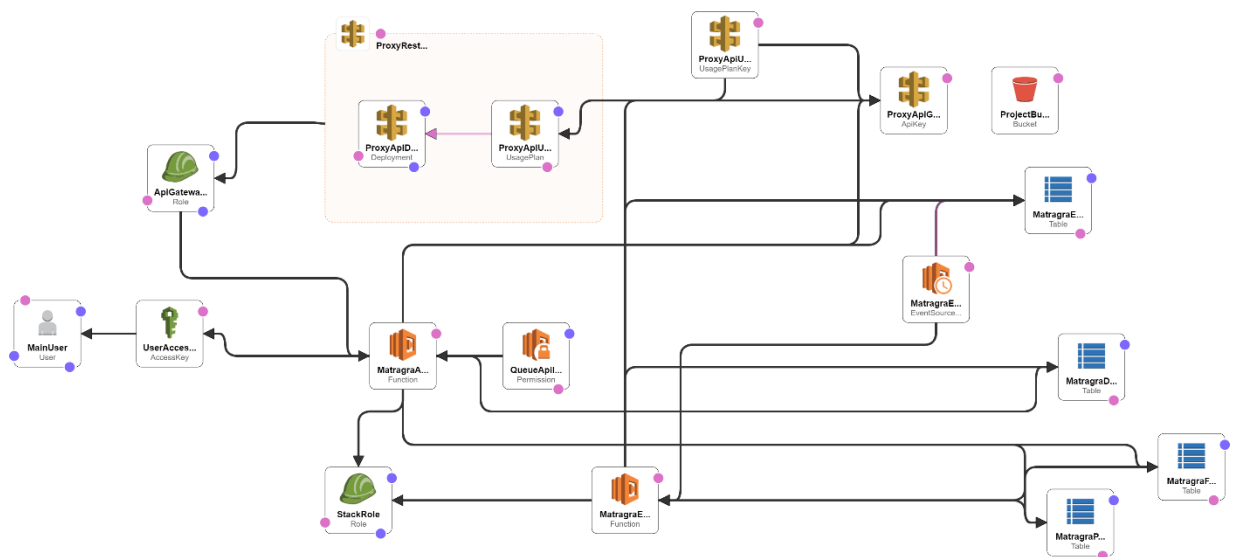 ProxyRest...
ProxyApiU...
UsagePlanKey
ProxyApiG...
ApiKey
ProjectBu...
Bucket
ProxyApiD...
Deployment
ProxyApiU...
UsagePlan
ApiGatewa...
Role
MatragraE...
Table
MatragraE...
EventSource...
MainUser
User
UserAcces...
AccessKey
MatragraA...
Function
QueueApiI...
Permission
MatragraD...
Table
StackRole
Role
MatragraE...
Function
MatragraF...
Table
MatragraP...
Table